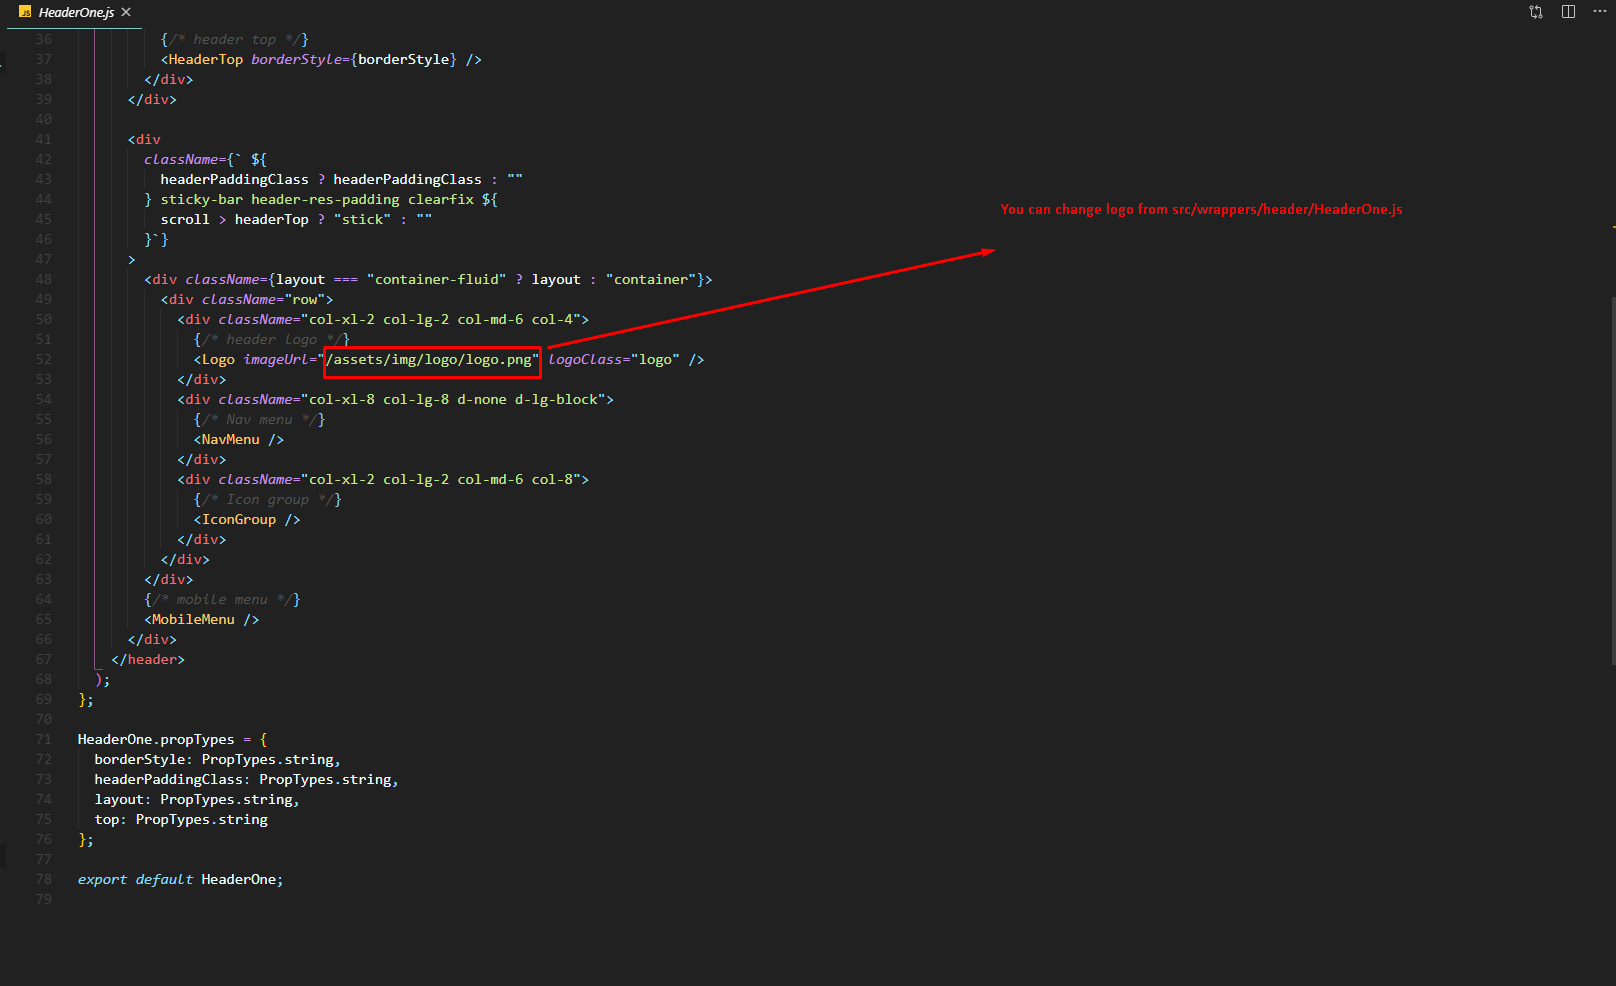 JS HeaderOne.js
36 {/* header top */}
37 <HeaderTop borderStyle={borderStyle} />
38 </div>
39 </div>
40
41 <div
42 className={` ${
43 headerPaddingClass ? headerPaddingClass : ""
44 } sticky-bar header-res-padding clearfix ${
45 scroll > headerTop ? "stick" : ""
46 }`}
47 >
48 <div className={layout === "container-fluid" ? layout : "container"}>
49 <div className="row">
50 <div className="col-xl-2 col-lg-2 col-md-6 col-4">
51 {/* header logo */}
52 <Logo imageUrl="/assets/img/logo/logo.png" logoClass="logo" />
53 </div>
54 <div className="col-xl-8 col-lg-8 d-none d-lg-block">
55 {/* Nav menu */}
56 <NavMenu />
57 </div>
58 <div className="col-xl-2 col-lg-2 col-md-6 col-8">
59 {/* Icon group */}
60 <IconGroup />
61 </div>
62 </div>
63 </div>
64 {/* mobile menu */}
65 <MobileMenu />
66 </div>
67 </header>
68 );
69 };
70
71 HeaderOne.propTypes = {
72 borderStyle: PropTypes.string,
73 headerPaddingClass: PropTypes.string,
74 layout: PropTypes.string,
75 top: PropTypes.string
76 };
77
78 export default HeaderOne;
79
You can change logo from src/wrappers/header/HeaderOne.js